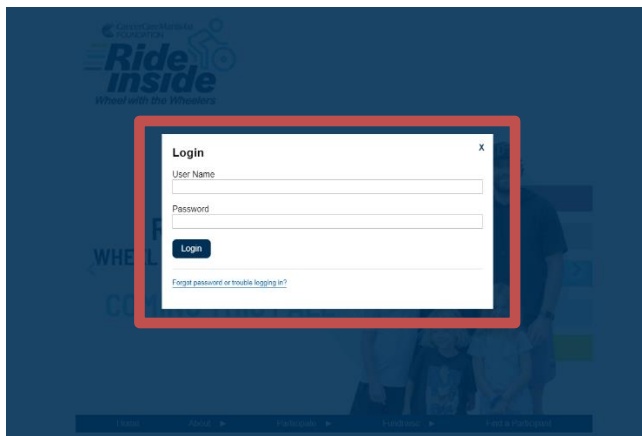 CancerCare Manitoba
FOUNDATION
Ride
inside
Wheel with the Wheelers
Login
X
User Name
Password
Login
Forgot password or trouble logging in?
WHEEL
Home
About
Participate
Fundraise
Find a Participant